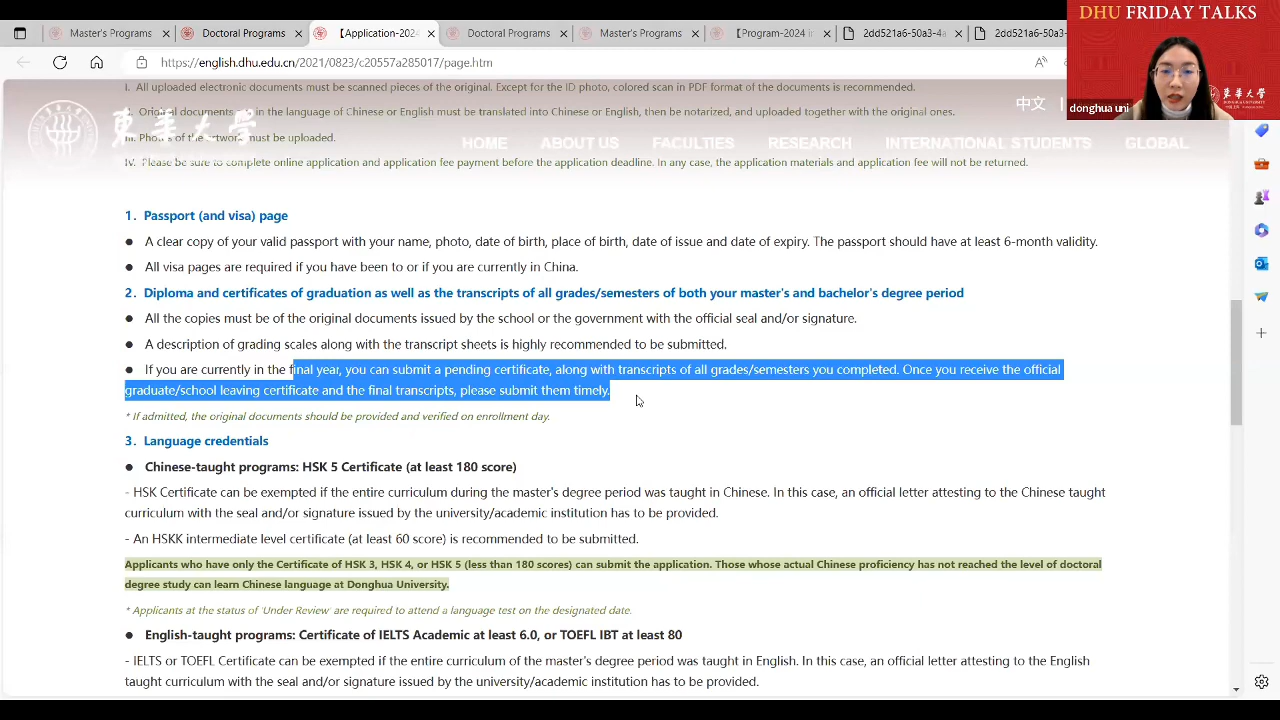 DHU FRIDAY TALKS
Master's Programs
Doctoral Programs
【Application-2024
Doctoral Programs
Master's Programs
【Program-2024 in
2dd521a6-50a3-4a
2dd521a6-50a3
https://english.dhu.edu.cn/2021/0823/c20557a285017/page.htm
donghua uni
東華大學
I. All uploaded electronic documents must be scanned pieces of the original. Except for the ID photo, colored scan in PDF format of the documents is recommended.
中文
東華大學
Original documents not in the language of Chinese or English must be translated into Chinese or English, then be notarized, and uploaded together with the original ones.
III. Photos of the artwork must be uploaded.
HOME ABOUT US FACULTIES RESEARCH INTERNATIONAL STUDENTS GLOBAL
IV. Please be sure to complete online application and application fee payment before the application deadline. In any case, the application materials and application fee will not be returned.
1. Passport (and visa) page
● A clear copy of your valid passport with your name, photo, date of birth, place of birth, date of issue and date of expiry. The passport should have at least 6-month validity.
● All visa pages are required if you have been to or if you are currently in China.
2. Diploma and certificates of graduation as well as the transcripts of all grades/semesters of both your master's and bachelor's degree period
● All the copies must be of the original documents issued by the school or the government with the official seal and/or signature.
● A description of grading scales along with the transcript sheets is highly recommended to be submitted.
● If you are currently in the final year, you can submit a pending certificate, along with transcripts of all grades/semesters you completed. Once you receive the official
graduate/school leaving certificate and the final transcripts, please submit them timely.
* If admitted, the original documents should be provided and verified on enrollment day.
3. Language credentials
● Chinese-taught programs: HSK 5 Certificate (at least 180 score)
- HSK Certificate can be exempted if the entire curriculum during the master's degree period was taught in Chinese. In this case, an official letter attesting to the Chinese taught
curriculum with the seal and/or signature issued by the university/academic institution has to be provided.
- An HSKK intermediate level certificate (at least 60 score) is recommended to be submitted.
Applicants who have only the Certificate of HSK 3, HSK 4, or HSK 5 (less than 180 scores) can submit the application. Those whose actual Chinese proficiency has not reached the level of doctoral
degree study can learn Chinese language at Donghua University.
* Applicants at the status of 'Under Review' are required to attend a language test on the designated date.
● English-taught programs: Certificate of IELTS Academic at least 6.0, or TOEFL IBT at least 80
- IELTS or TOEFL Certificate can be exempted if the entire curriculum of the master's degree period was taught in English. In this case, an official letter attesting to the English
taught curriculum with the seal and/or signature issued by the university/academic institution has to be provided.